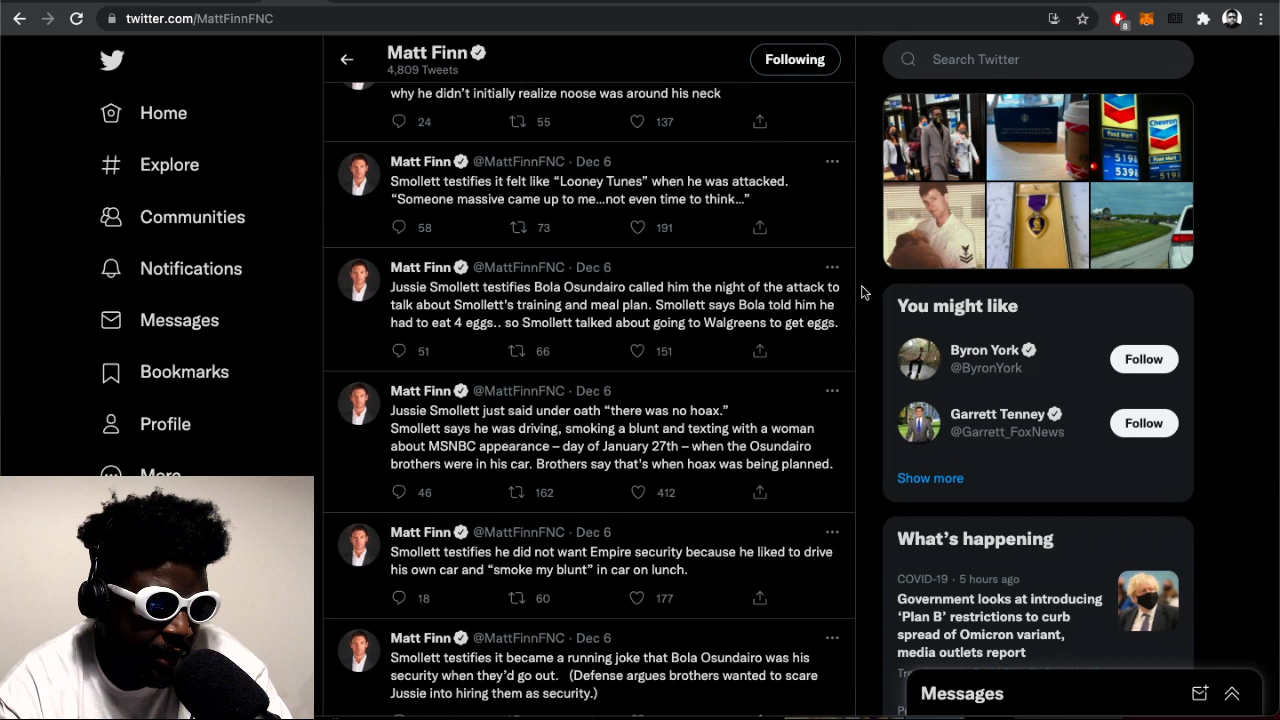 twitter.com/MattFinnFNC
8
Matt Finn
4,809 Tweets
Following
Search Twitter
Home
Explore
Communities
Notifications
Messages
Bookmarks
Profile
More
why he didn't initially realize noose was around his neck
24 55 137
Matt Finn @MattFinnFNC · Dec 6
Smollett testifies it felt like “Looney Tunes” when he was attacked.
“Someone massive came up to me…not even time to think…”
58 73 191
Matt Finn @MattFinnFNC · Dec 6
Jussie Smollett testifies Bola Osundairo called him the night of the attack to
talk about Smollett's training and meal plan. Smollett says Bola told him he
had to eat 4 eggs.. so Smollett talked about going to Walgreens to get eggs.
51 66 151
Matt Finn @MattFinnFNC · Dec 6
Jussie Smollett just said under oath “there was no hoax.”
Smollett says he was driving, smoking a blunt and texting with a woman
about MSNBC appearance – day of January 27th – when the Osundairo
brothers were in his car. Brothers say that's when hoax was being planned.
46 162 412
Matt Finn @MattFinnFNC · Dec 6
Smollett testifies he did not want Empire security because he liked to drive
his own car and “smoke my blunt” in car on lunch.
18 60 177
Matt Finn @MattFinnFNC · Dec 6
Smollett testifies it became a running joke that Bola Osundairo was his
security when they'd go out. (Defense argues brothers wanted to scare
Jussie into hiring them as security.)
CHEVRON
Food Mart
519
Chevron
Food Mart
539
You might like
Byron York
@ByronYork
Follow
Garrett Tenney
@Garrett_FoxNews
Follow
Show more
What's happening
COVID-19 · 5 hours ago
Government looks at introducing
‘Plan B’ restrictions to curb
spread of Omicron variant,
media outlets report
Messages